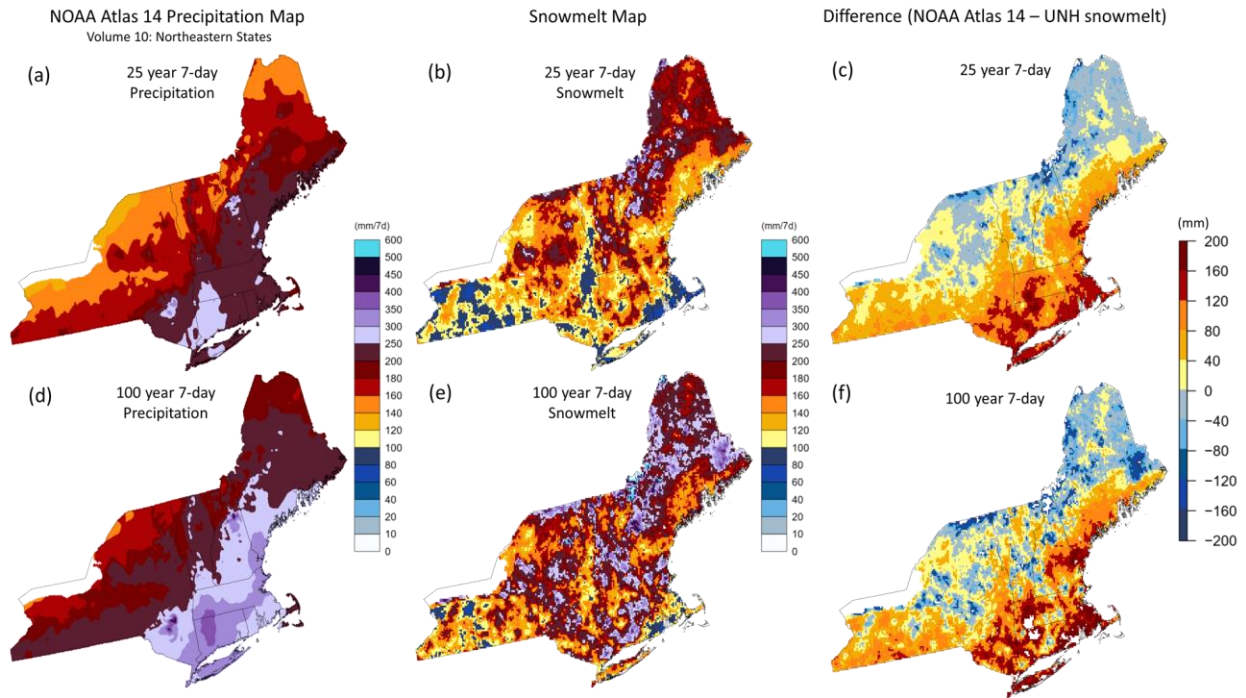 NOAA Atlas 14 Precipitation Map
Volume 10: Northeastern States
Snowmelt Map
Difference (NOAA Atlas 14 – UNH snowmelt)
(a)
25 year 7-day
Precipitation
(b)
25 year 7-day
Snowmelt
(c)
25 year 7-day
(mm/7d)
600
500
450
400
350
300
250
200
180
160
140
120
100
80
60
40
20
10
0
(mm/7d)
600
500
450
400
350
300
250
200
180
160
140
120
100
80
60
40
20
10
0
(mm)
200
160
120
80
40
0
−40
−80
−120
−160
−200
(d)
100 year 7-day
Precipitation
(e)
100 year 7-day
Snowmelt
(f)
100 year 7-day